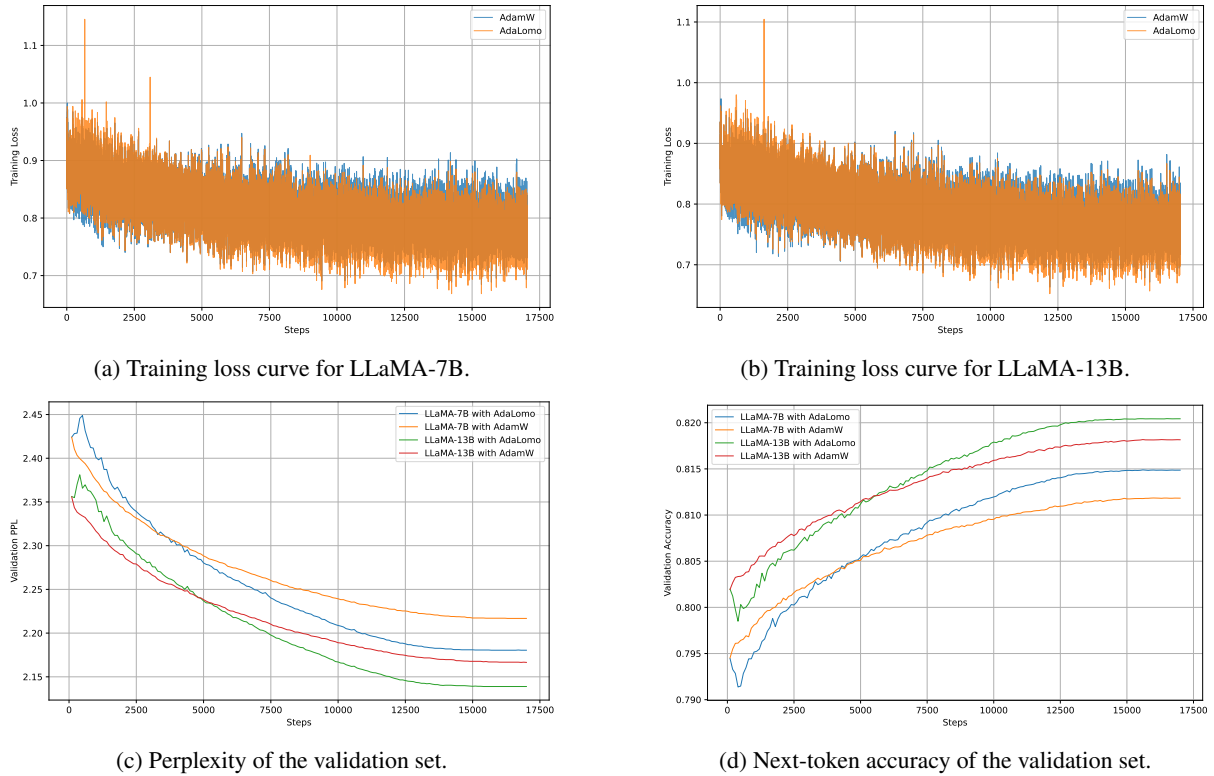 AdamW
AdaLomo
1.1
1.0
0.9
0.8
0.7
Training Loss
0
2500
5000
7500
10000
12500
15000
17500
Steps
(a) Training loss curve for LLaMA-7B.
AdamW
AdaLomo
1.1
1.0
0.9
0.8
0.7
Training Loss
0
2500
5000
7500
10000
12500
15000
17500
Steps
(b) Training loss curve for LLaMA-13B.
LLaMA-7B with AdaLomo
LLaMA-7B with AdamW
LLaMA-13B with AdaLomo
LLaMA-13B with AdamW
2.45
2.40
2.35
2.30
2.25
2.20
2.15
Validation PPL
0
2500
5000
7500
10000
12500
15000
17500
Steps
(c) Perplexity of the validation set.
LLaMA-7B with AdaLomo
LLaMA-7B with AdamW
LLaMA-13B with AdaLomo
LLaMA-13B with AdamW
0.820
0.815
0.810
0.805
0.800
0.795
0.790
Validation Accuracy
0
2500
5000
7500
10000
12500
15000
17500
Steps
(d) Next-token accuracy of the validation set.